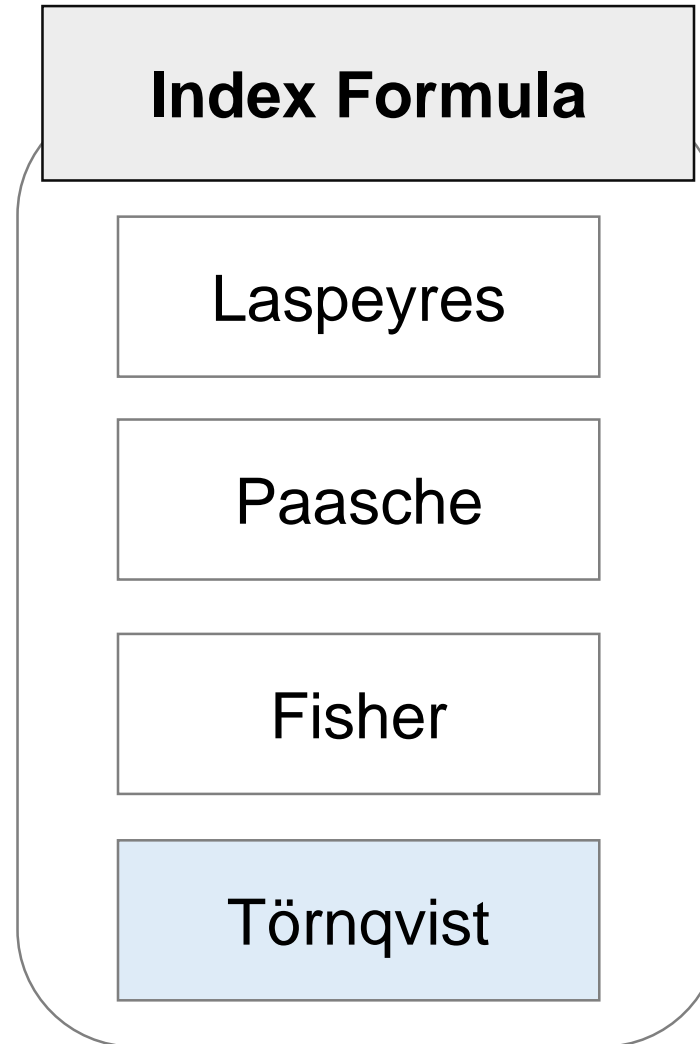 Index Formula
Laspeyres
Paasche
Fisher
Törnqvist